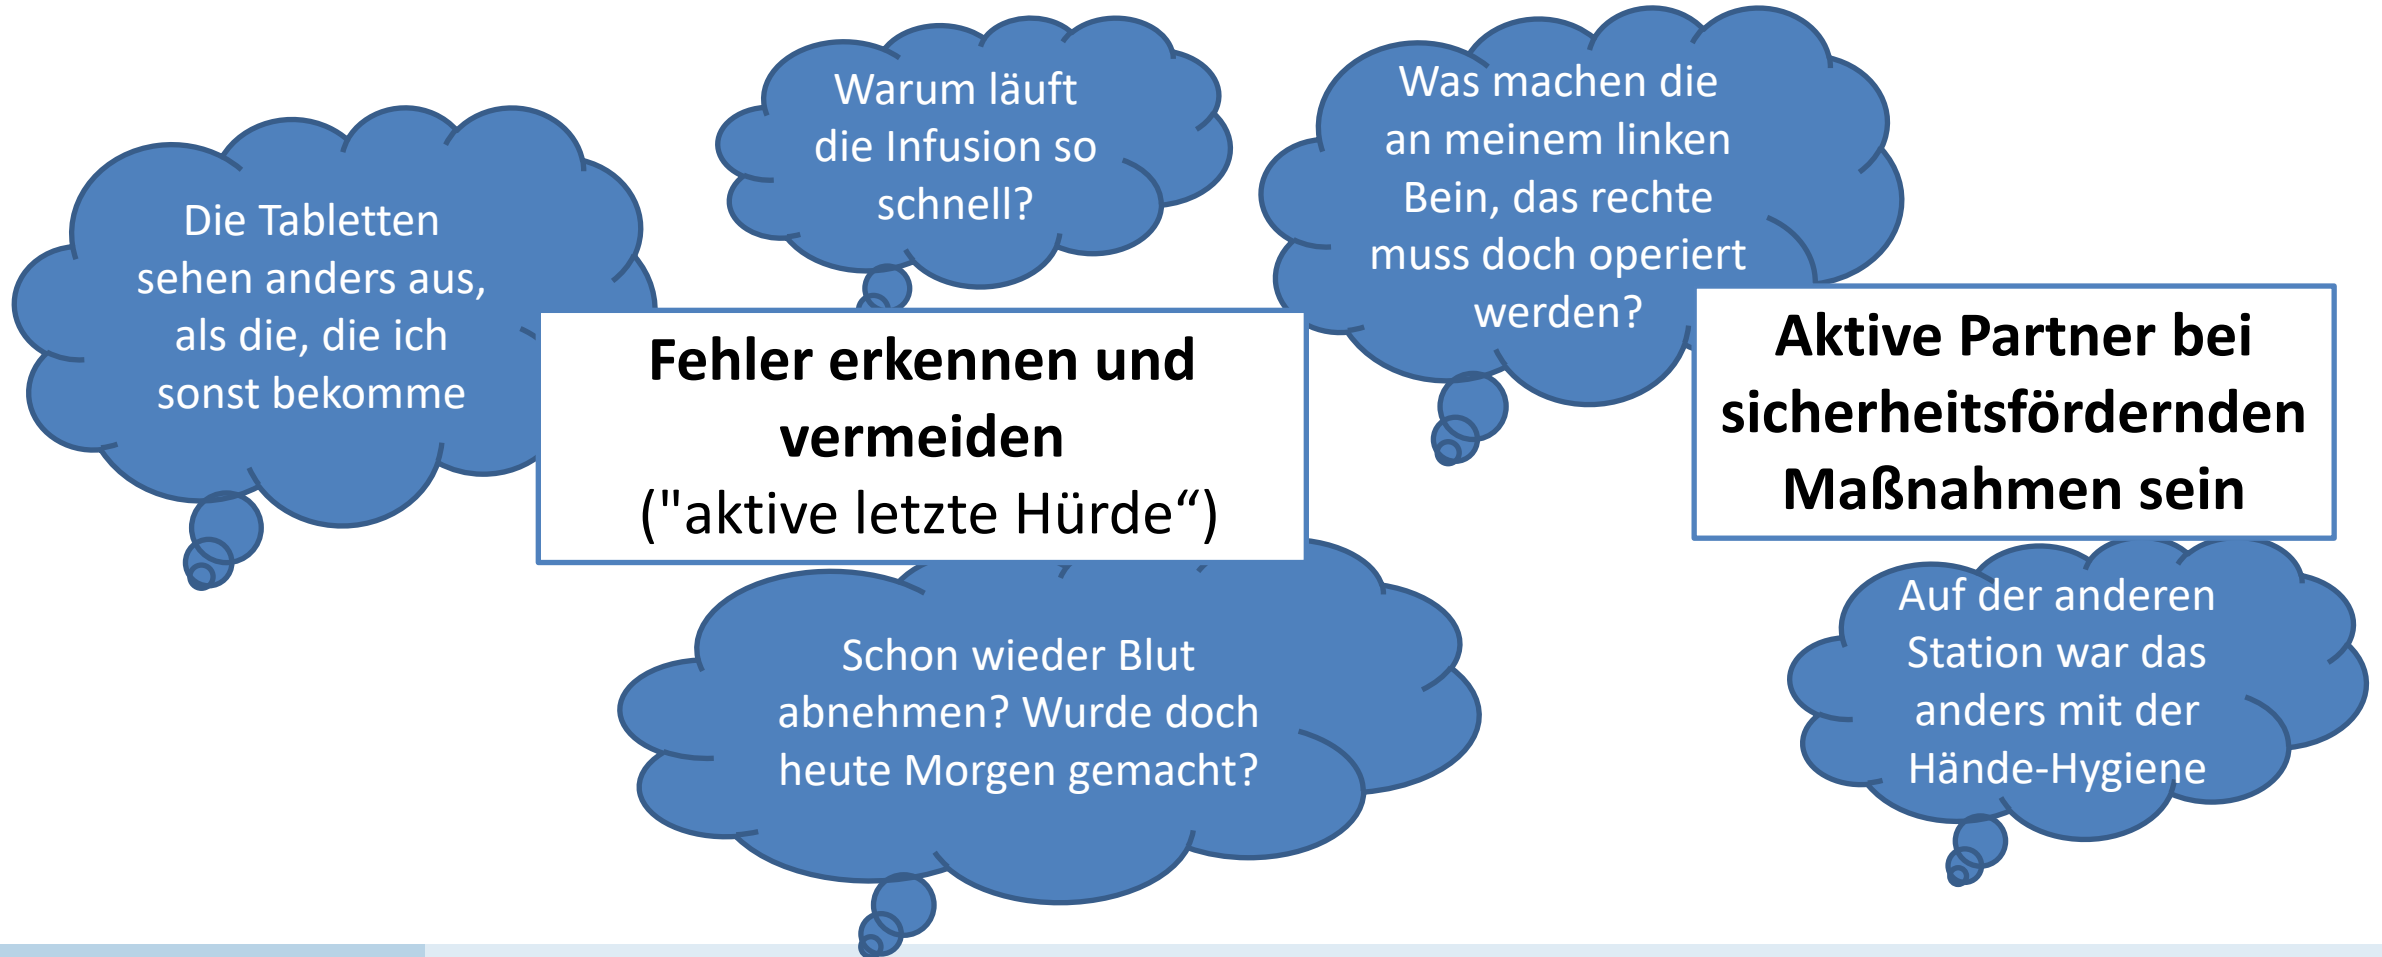 Die Tabletten
sehen anders aus,
als die, die ich
sonst bekomme
Warum läuft
die Infusion so
schnell?
Was machen die
an meinem linken
Bein, das rechte
muss doch operiert
werden?
Fehler erkennen und
vermeiden
("aktive letzte Hürde“)
Aktive Partner bei
sicherheitsfördernden
Maßnahmen sein
Schon wieder Blut
abnehmen? Wurde doch
heute Morgen gemacht?
Auf der anderen
Station war das
anders mit der
Hände-Hygiene